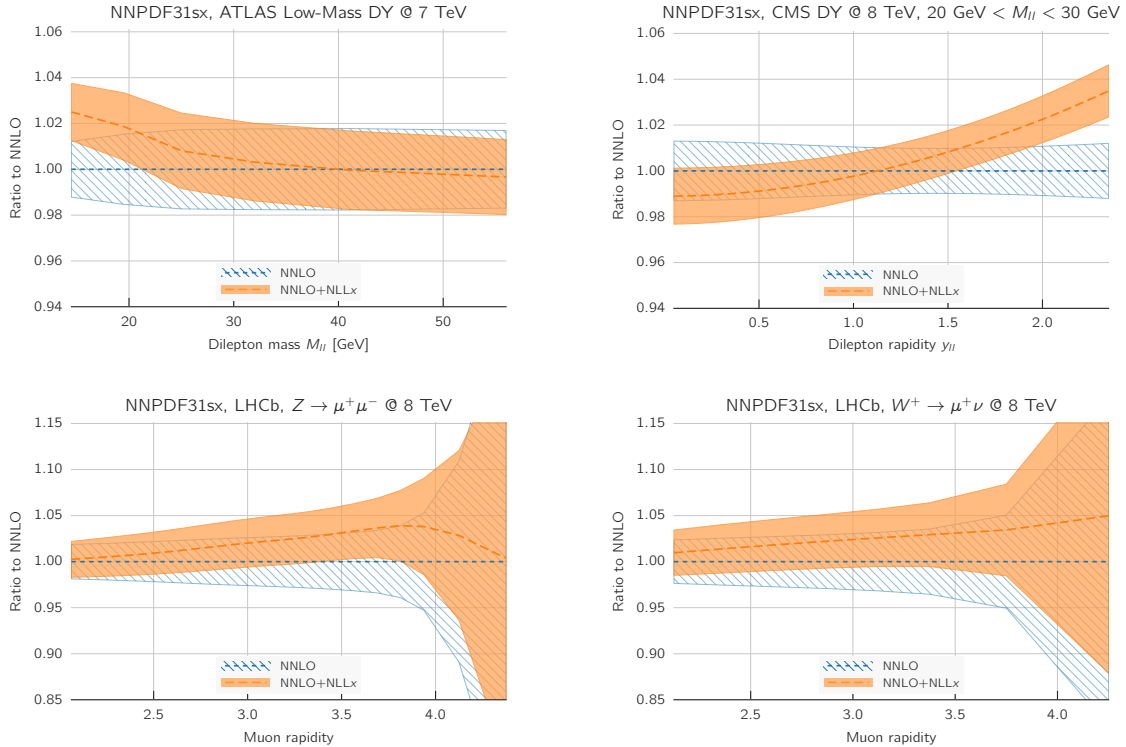 NNPDF31sx, ATLAS Low-Mass DY @ 7 TeV
1.06
1.04
1.02
1.00
0.98
0.96
0.94
Ratio to NNLO
NNLO
NNLO+NLLx
20
30
40
50
Dilepton mass M_{ll} [GeV]
NNPDF31sx, CMS DY @ 8 TeV, 20 GeV < M_{ll} < 30 GeV
1.06
1.04
1.02
1.00
0.98
0.96
0.94
Ratio to NNLO
NNLO
NNLO+NLLx
0.5
1.0
1.5
2.0
Dilepton rapidity y_{ll}
NNPDF31sx, LHCb, Z → μ⁺μ⁻ @ 8 TeV
1.15
1.10
1.05
1.00
0.95
0.90
0.85
Ratio to NNLO
NNLO
NNLO+NLLx
2.5
3.0
3.5
4.0
Muon rapidity
NNPDF31sx, LHCb, W⁺ → μ⁺ν @ 8 TeV
1.15
1.10
1.05
1.00
0.95
0.90
0.85
Ratio to NNLO
NNLO
NNLO+NLLx
2.5
3.0
3.5
4.0
Muon rapidity